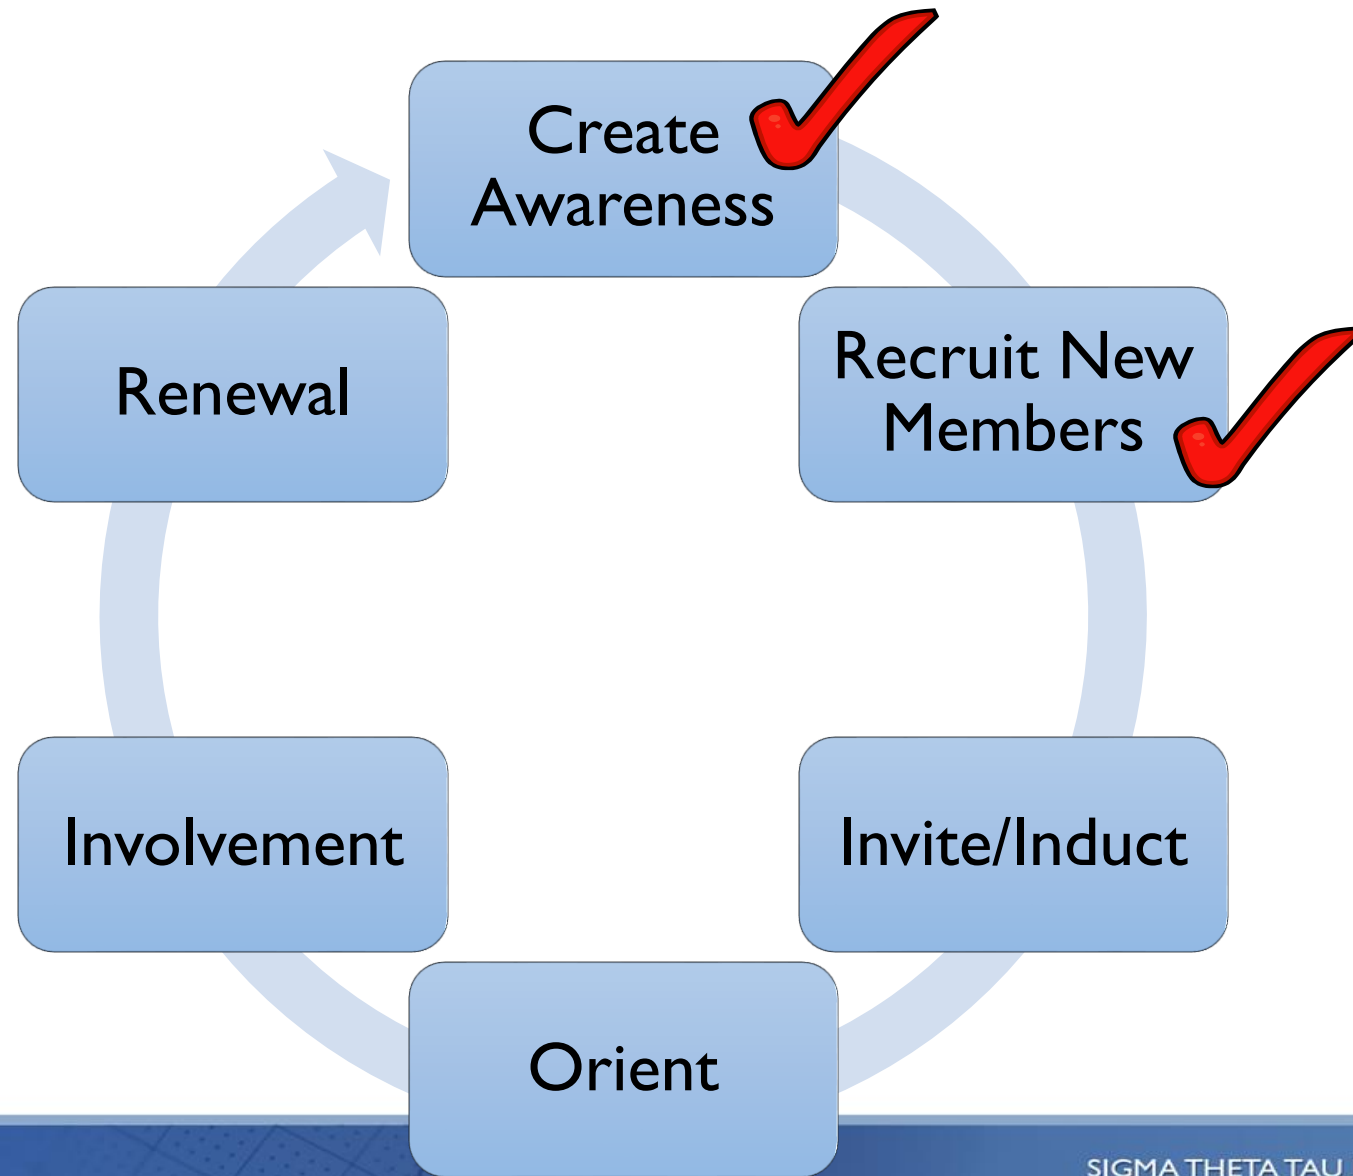 Create
Awareness
Recruit New
Members
Invite/Induct
Orient
Involvement
Renewal
SIGMA THETA TAU